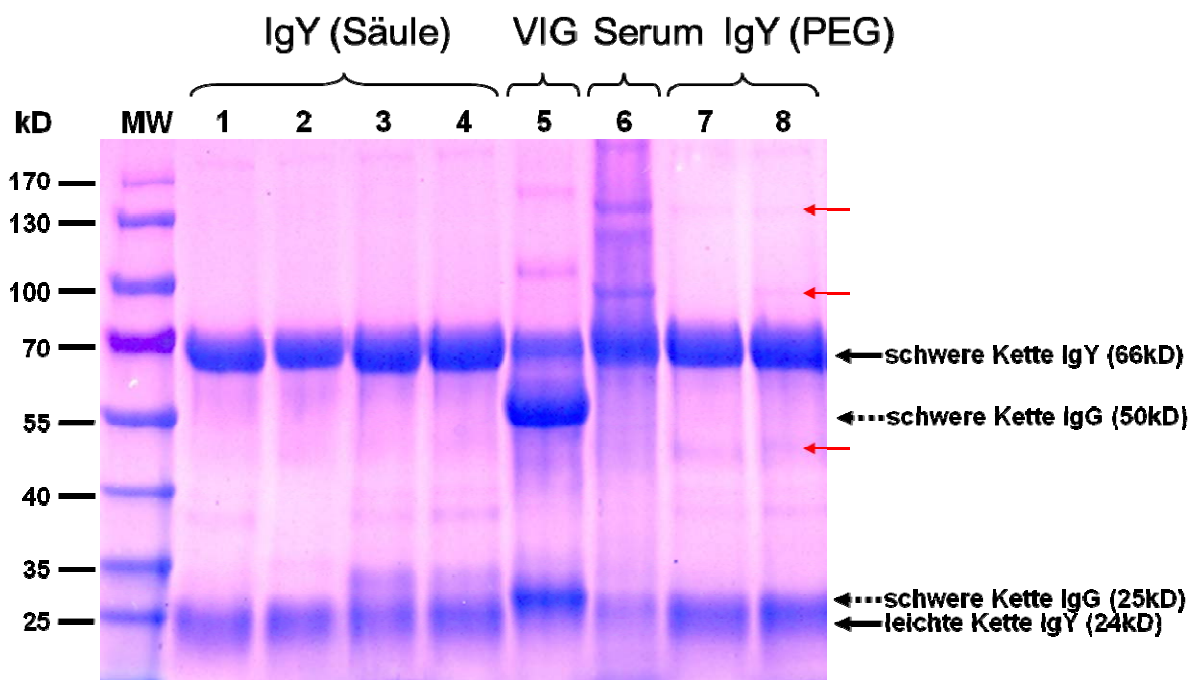 IgY (Säule) VIG Serum IgY (PEG)
kD MW 1 2 3 4 5 6 7 8
170
130
100
70
schwere Kette IgY (66kD)
55
schwere Kette IgG (50kD)
40
35
schwere Kette IgG (25kD)
25
leichte Kette IgY (24kD)